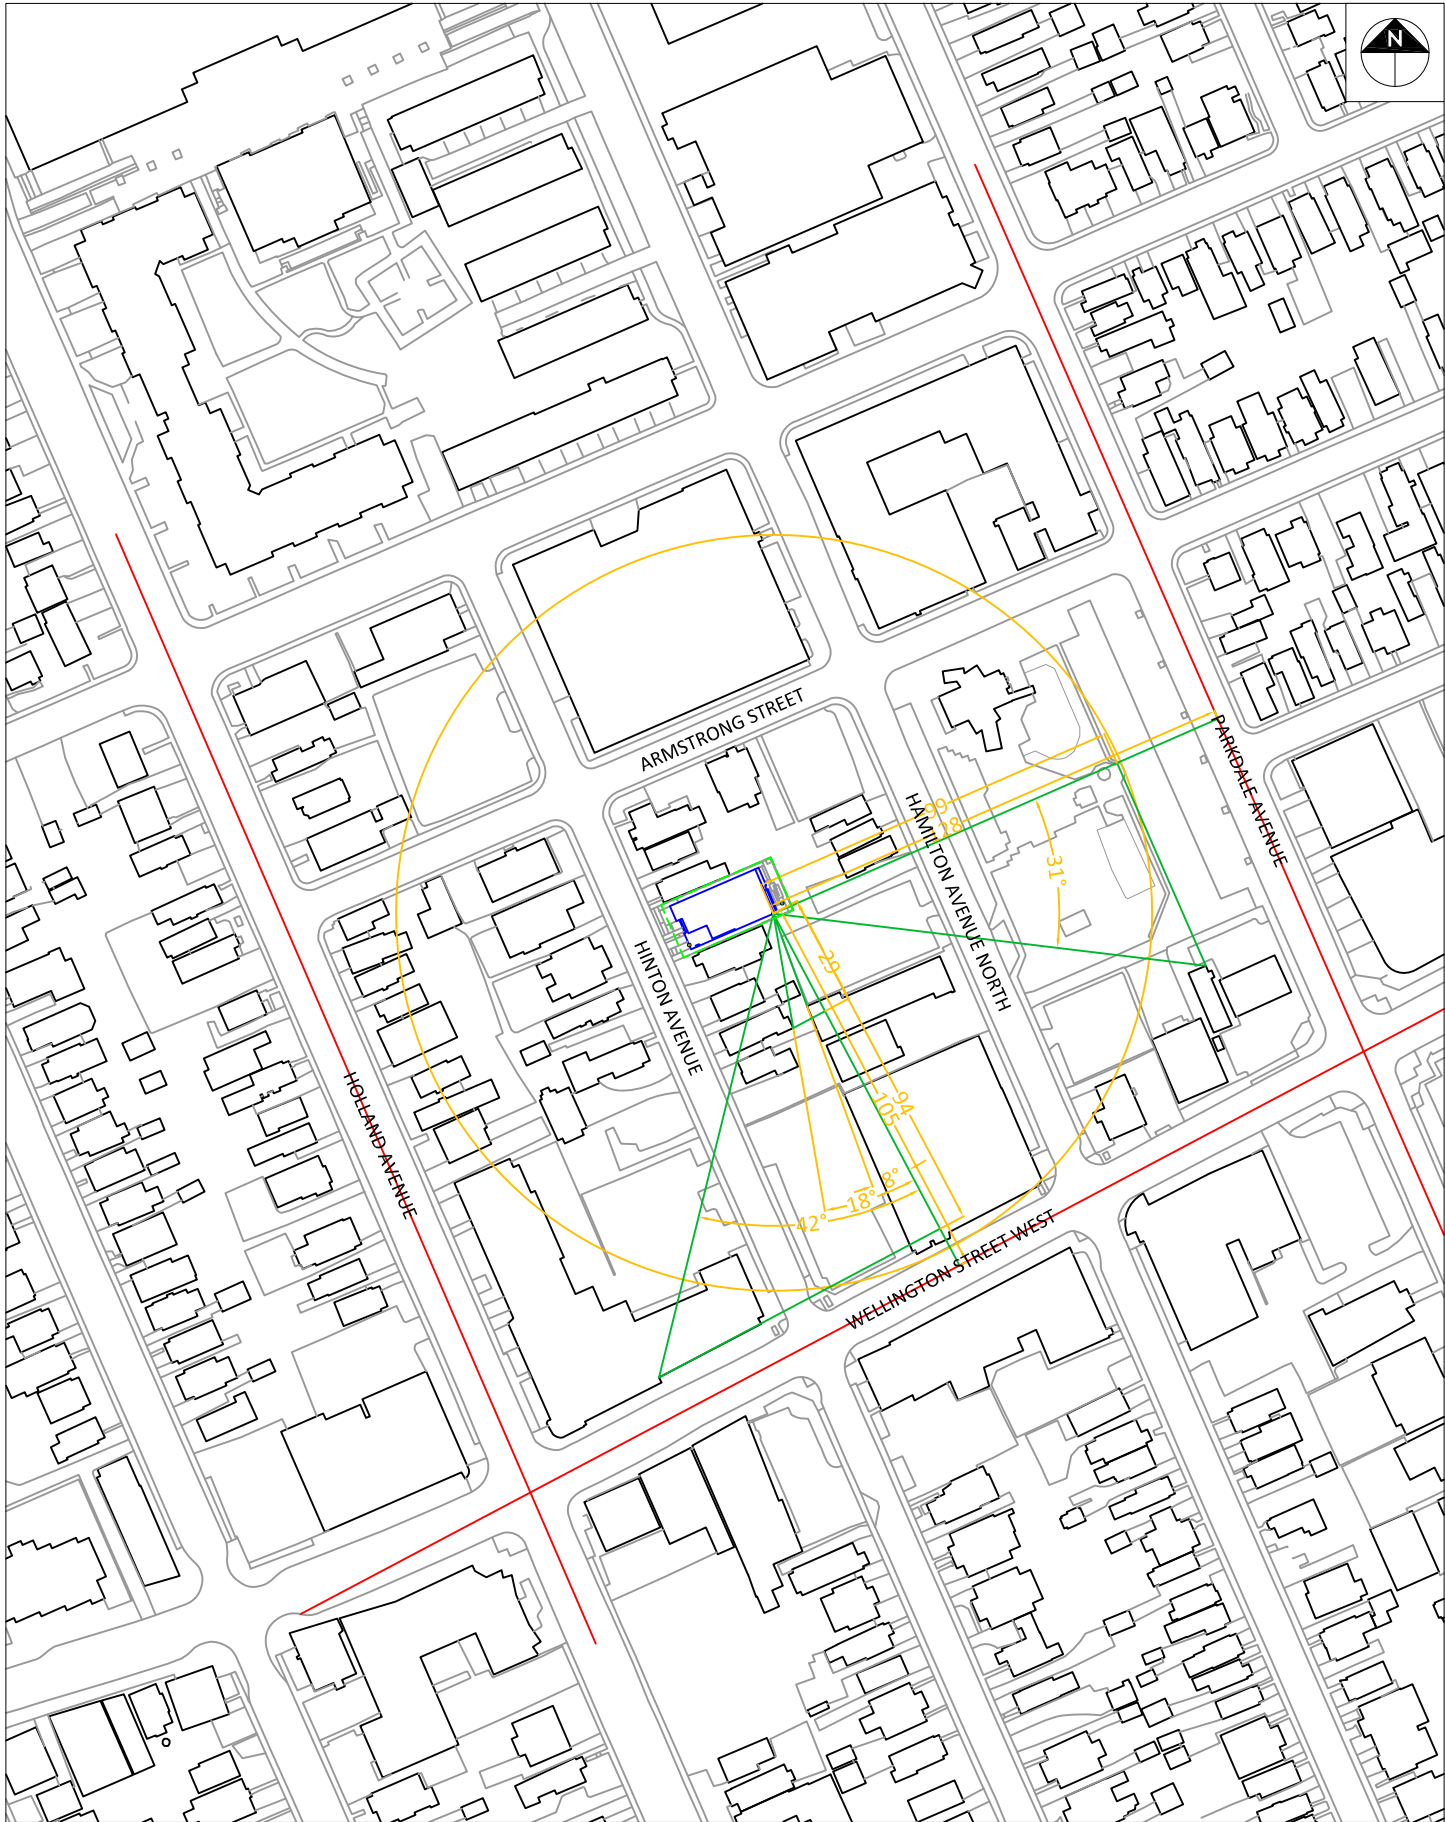 N
ARMSTRONG STREET
PARKDALE AVENUE
HAMILTON AVENUE NORTH
99
128
31°
HINTON AVENUE
29
HOLLAND AVENUE
94
105
8°
18°
42°
WELLINGTON STREET WEST